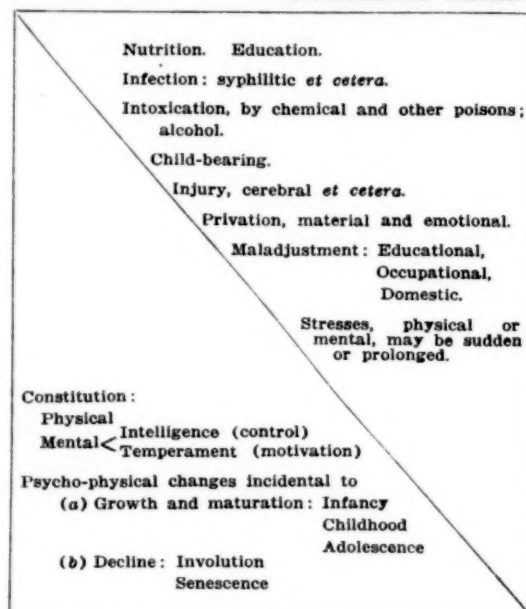 Nutrition. Education.
Infection: syphilitic et cetera.
Intoxication, by chemical and other poisons;
alcohol.
Child-bearing.
Injury, cerebral et cetera.
Privation, material and emotional.
Maladjustment: Educational,
Occupational,
Domestic.
Stresses, physical or
mental, may be sudden
or prolonged.
Constitution:
Physical
Mental< Intelligence (control)
Temperament (motivation)
Psycho-physical changes incidental to
(a) Growth and maturation: Infancy
Childhood
Adolescence
(b) Decline: Involution
Senescence